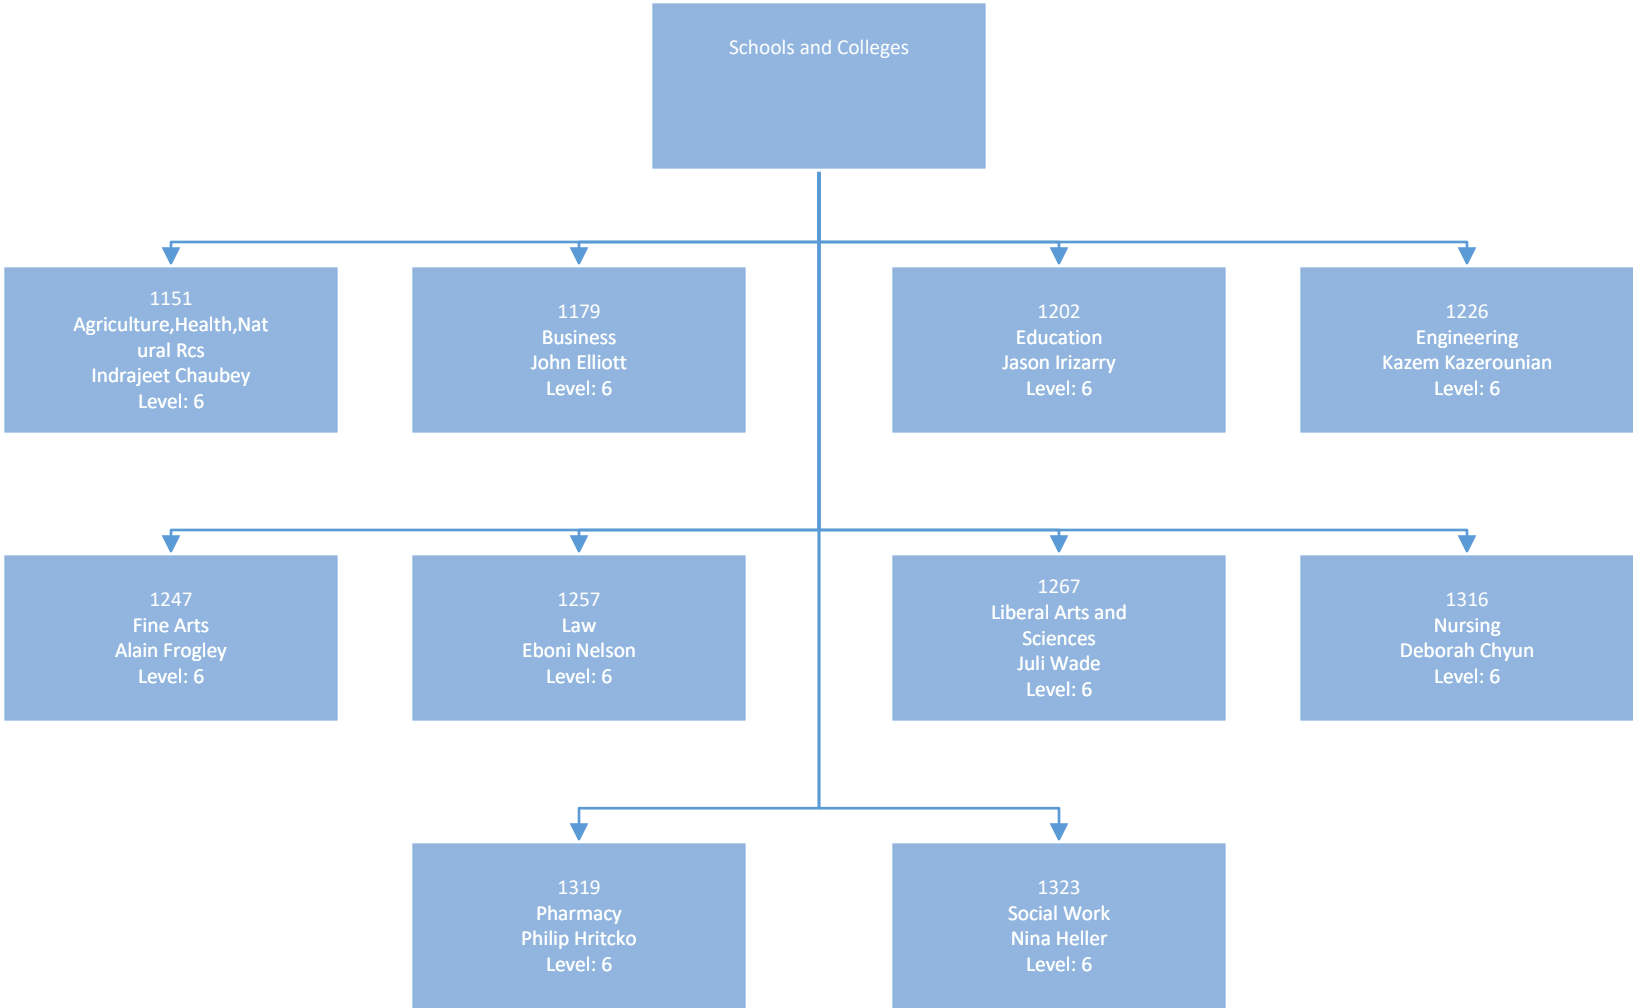 Schools and Colleges
1151
Agriculture,Health,Nat
ural Rcs
Indrajeet Chaubey
Level: 6
1179
Business
John Elliott
Level: 6
1202
Education
Jason Irizarry
Level: 6
1226
Engineering
Kazem Kazerounian
Level: 6
1247
Fine Arts
Alain Frogley
Level: 6
1257
Law
Eboni Nelson
Level: 6
1267
Liberal Arts and
Sciences
Juli Wade
Level: 6
1316
Nursing
Deborah Chyun
Level: 6
1319
Pharmacy
Philip Hritcko
Level: 6
1323
Social Work
Nina Heller
Level: 6